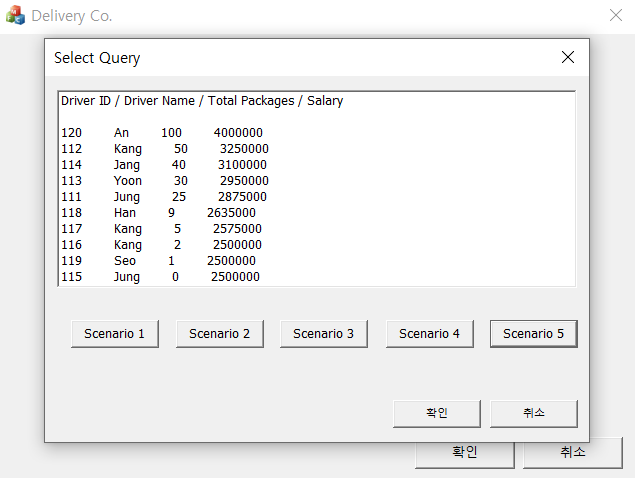 Delivery Co.
Select Query
Driver ID / Driver Name / Total Packages / Salary
120 An 100 4000000
112 Kang 50 3250000
114 Jang 40 3100000
113 Yoon 30 2950000
111 Jung 25 2875000
118 Han 9 2635000
117 Kang 5 2575000
116 Kang 2 2500000
119 Seo 1 2500000
115 Jung 0 2500000
Scenario 1 Scenario 2 Scenario 3 Scenario 4 Scenario 5
확인 취소
확인 취소